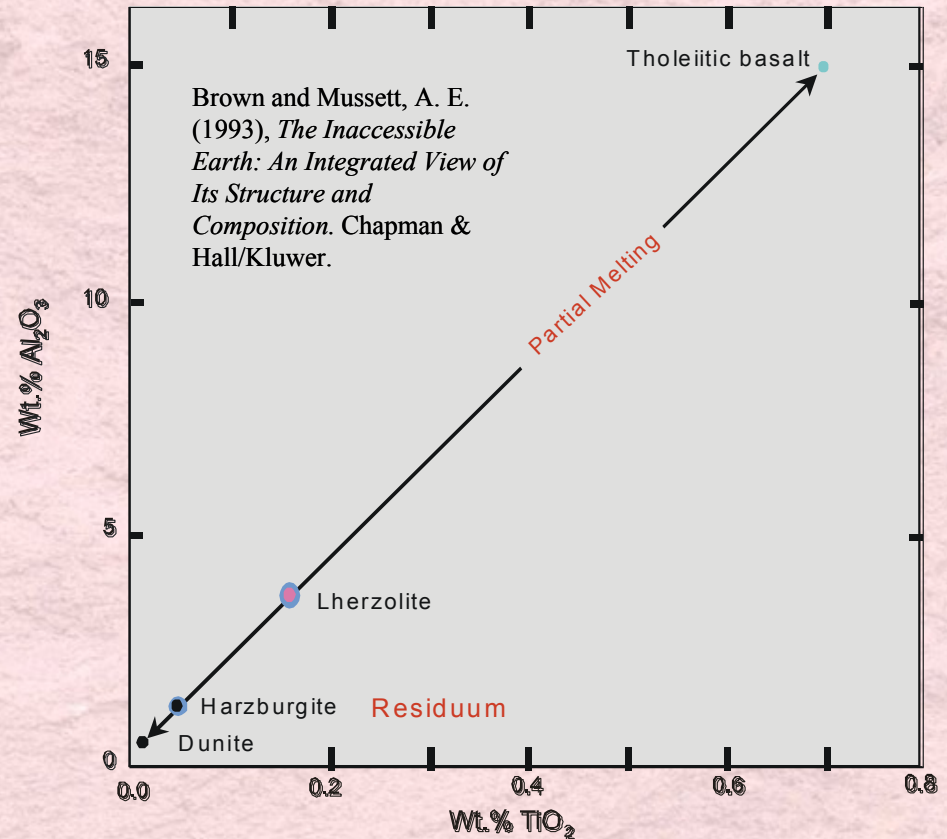 15
Tholeiitic basalt
Brown and Mussett, A. E.
(1993), The Inaccessible
Earth: An Integrated View of
Its Structure and
Composition. Chapman &
Hall/Kluwer.
Partial Melting
10
Wt.% Al₂O₃
5
Lherzolite
Harzburgite Residuum
Dunite
0
0.0 0.2 0.4 0.6 0.8
Wt.% TiO₂